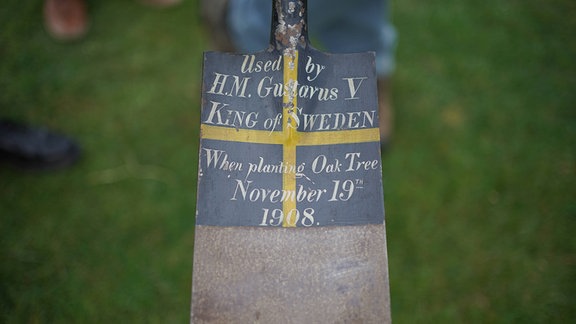 Used by
H.M. Gustavus V
King of Sweden
When planting Oak Tree
November 19TH
1908.